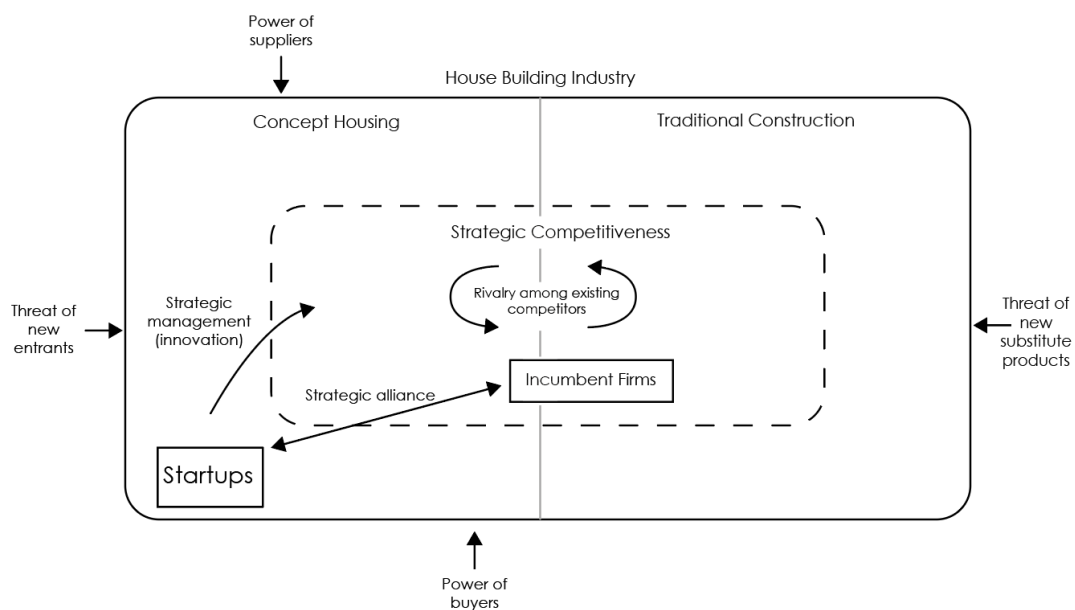 Power of
suppliers
House Building Industry
Concept Housing
Traditional Construction
Strategic Competitiveness
Rivalry among existing
competitors
Strategic
management
(innovation)
Threat of
new
entrants
Threat of
new
substitute
products
Incumbent Firms
Strategic alliance
Startups
Power of
buyers